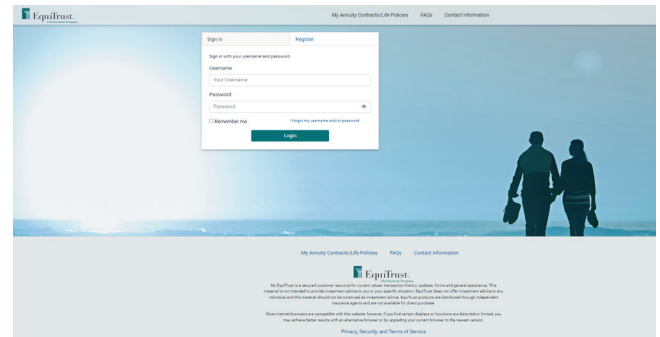 EquiTrust.
Life Insurance Company
My Annuity Contracts/Life Policies FAQs Contact Information
Sign In Register
Sign in with your username and password.
Username
Your Username
Password
Password
Remember me I forgot my username and/or password
Login
My Annuity Contracts/Life Policies FAQs Contact Information
EquiTrust.
Life Insurance Company
My EquiTrust is a secured customer resource for current values, transaction history, updates, forms and general assistance. This
material is not intended to provide investment advice to you or your specific situation. EquiTrust does not offer investment advice to any
individual and this material should not be construed as investment advice. EquiTrust products are distributed through independent
insurance agents and are not available for direct purchase.
Most internet browsers are compatible with this website; however, if you find certain displays or functions are distorted or limited, you
may achieve better results with an alternative browser or by upgrading your current browser to the newest version.
Privacy, Security, and Terms of Service